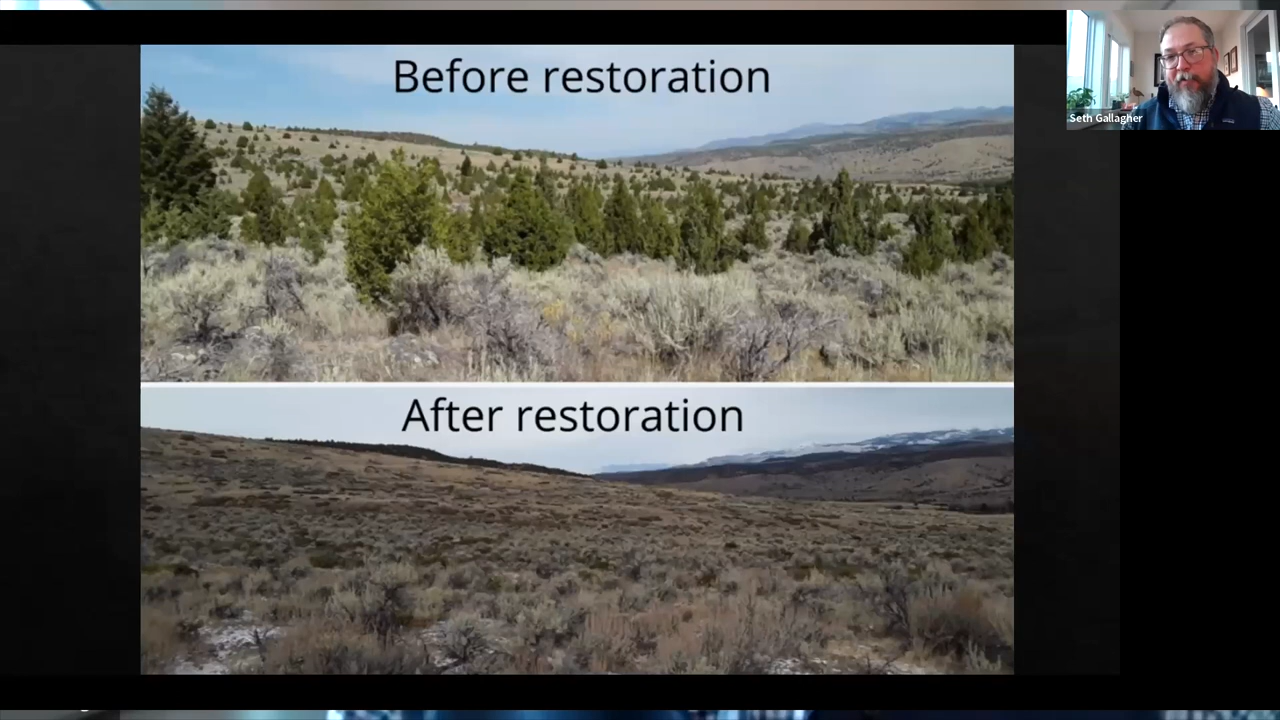 Before restoration
Seth Gallagher
After restoration